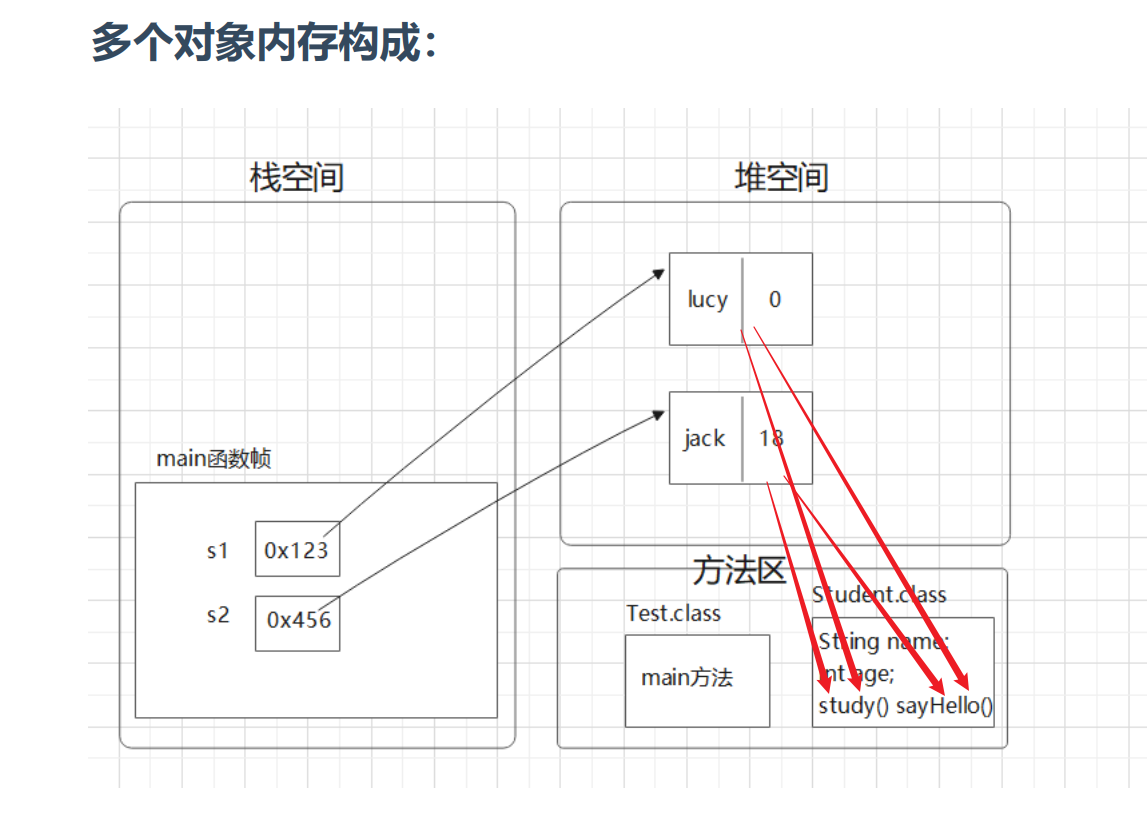 多个对象内存构成：
栈空间
堆空间
lucy 0
jack 18
main函数帧
s1 0x123
s2 0x456
方法区
Test.class
main方法
Student.class
String name;
int age;
study() sayHello()